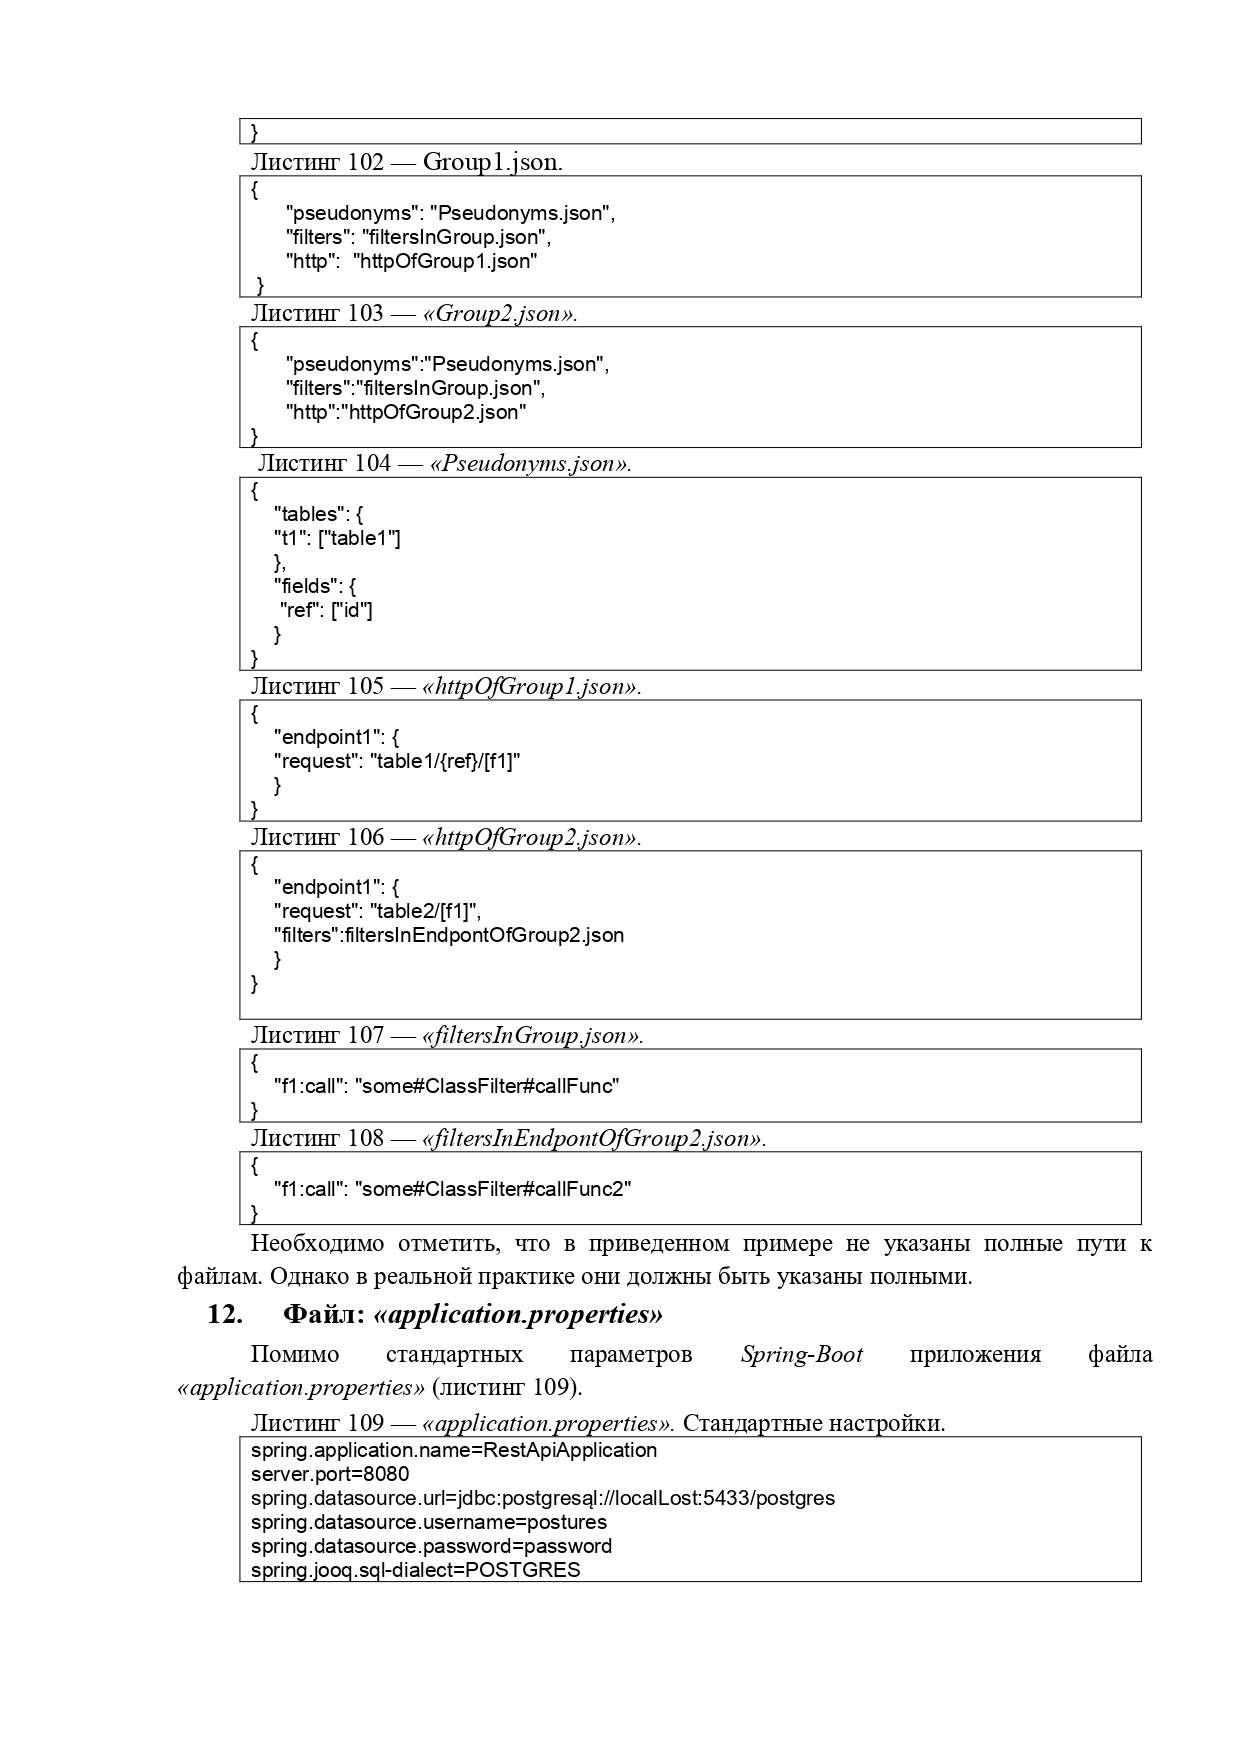 }
Листинг 102 — Group1.json.
{
"pseudonyms": "Pseudonyms.json",
"filters": "filtersInGroup.json",
"http":  "httpOfGroup1.json"
}
Листинг 103 — «Group2.json».
{
"pseudonyms":"Pseudonyms.json",
"filters":"filtersInGroup.json",
"http":"httpOfGroup2.json"
}
Листинг 104 — «Pseudonyms.json».
{
"tables": {
"t1": ["table1"]
},
"fields": {
"ref": ["id"]
}
}
Листинг 105 — «httpOfGroup1.json».
{
"endpoint1": {
"request": "table1/{ref}/[f1]"
}
}
Листинг 106 — «httpOfGroup2.json».
{
"endpoint1": {
"request": "table2/[f1]",
"filters":filtersInEndpontOfGroup2.json
}
}
Листинг 107 — «filtersInGroup.json».
{
"f1:call": "some#ClassFilter#callFunc"
}
Листинг 108 — «filtersInEndpontOfGroup2.json».
{
"f1:call": "some#ClassFilter#callFunc2"
}
Необходимо отметить, что в приведенном примере не указаны полные пути к
файлам. Однако в реальной практике они должны быть указаны полными.
12. Файл: «application.properties»
Помимо стандартных параметров Spring-Boot приложения файла
«application.properties» (листинг 109).
Листинг 109 — «application.properties». Стандартные настройки.
spring.application.name=RestApiApplication
server.port=8080
spring.datasource.url=jdbc:postgresąl://localLost:5433/postgres
spring.datasource.username=postures
spring.datasource.password=password
spring.jooq.sql-dialect=POSTGRES